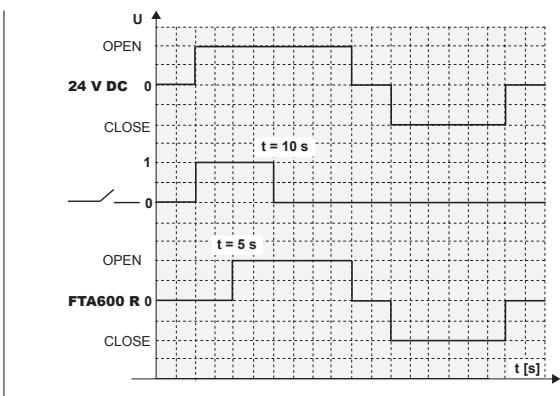 U
OPEN
24 V DC 0
CLOSE
t = 10 s
1
0
t = 5 s
OPEN
FTA600 R 0
CLOSE
t [s]